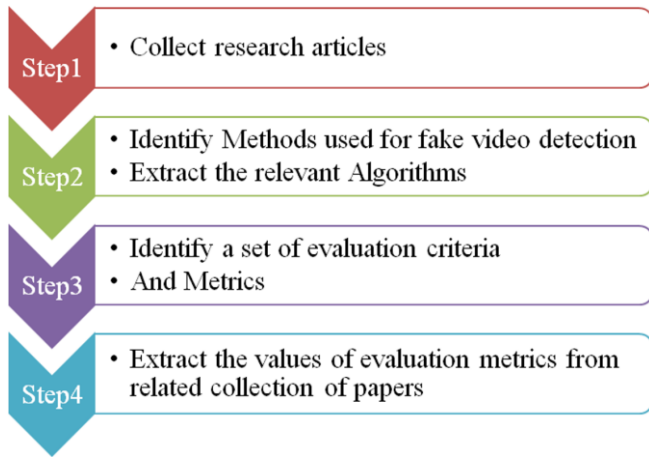 Step1
• Collect research articles
Step2
• Identify Methods used for fake video detection
• Extract the relevant Algorithms
Step3
• Identify a set of evaluation criteria
• And Metrics
Step4
• Extract the values of evaluation metrics from
related collection of papers